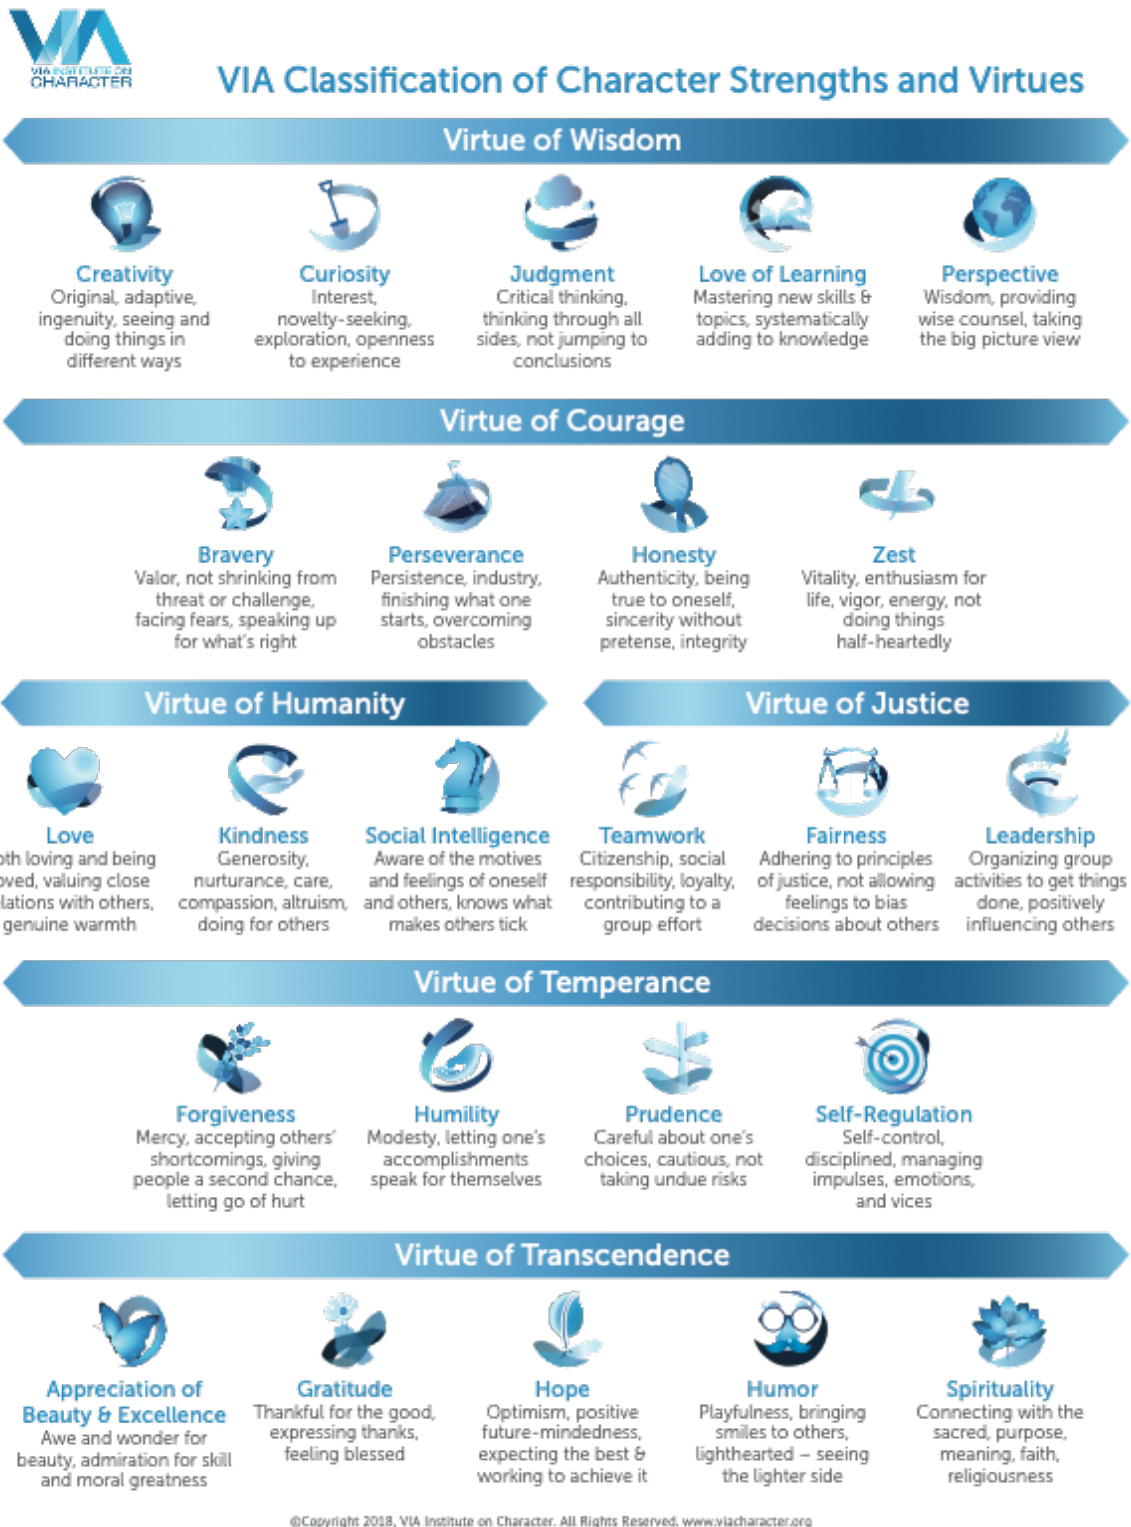 VIA INSTITUTE ON
CHARACTER
VIA Classification of Character Strengths and Virtues
Virtue of Wisdom
Creativity
Original, adaptive,
ingenuity, seeing and
doing things in
different ways
Curiosity
Interest,
novelty-seeking,
exploration, openness
to experience
Judgment
Critical thinking,
thinking through all
sides, not jumping to
conclusions
Love of Learning
Mastering new skills &
topics, systematically
adding to knowledge
Perspective
Wisdom, providing
wise counsel, taking
the big picture view
Virtue of Courage
Bravery
Valor, not shrinking from
threat or challenge,
facing fears, speaking up
for what's right
Perseverance
Persistence, industry,
finishing what one
starts, overcoming
obstacles
Honesty
Authenticity, being
true to oneself,
sincerity without
pretense, integrity
Zest
Vitality, enthusiasm for
life, vigor, energy, not
doing things
half-heartedly
Virtue of Humanity
Love
oth loving and being
oved, valuing close
lations with others,
genuine warmth
Kindness
Generosity,
nurturance, care,
compassion, altruism,
doing for others
Social Intelligence
Aware of the motives
and feelings of oneself
and others, knows what
makes others tick
Virtue of Justice
Teamwork
Citizenship, social
responsibility, loyalty,
contributing to a
group effort
Fairness
Adhering to principles
of justice, not allowing
feelings to bias
decisions about others
Leadership
Organizing group
activities to get things
done, positively
influencing others
Virtue of Temperance
Forgiveness
Mercy, accepting others'
shortcomings, giving
people a second chance,
letting go of hurt
Humility
Modesty, letting one's
accomplishments
speak for themselves
Prudence
Careful about one's
choices, cautious, not
taking undue risks
Self-Regulation
Self-control,
disciplined, managing
impulses, emotions,
and vices
Virtue of Transcendence
Appreciation of
Beauty & Excellence
Awe and wonder for
beauty, admiration for skill
and moral greatness
Gratitude
Thankful for the good,
expressing thanks,
feeling blessed
Hope
Optimism, positive
future-mindedness,
expecting the best &
working to achieve it
Humor
Playfulness, bringing
smiles to others,
lighthearted – seeing
the lighter side
Spirituality
Connecting with the
sacred, purpose,
meaning, faith,
religiousness
©Copyright 2018, VIA Institute on Character. All Rights Reserved. www.viacharacter.org